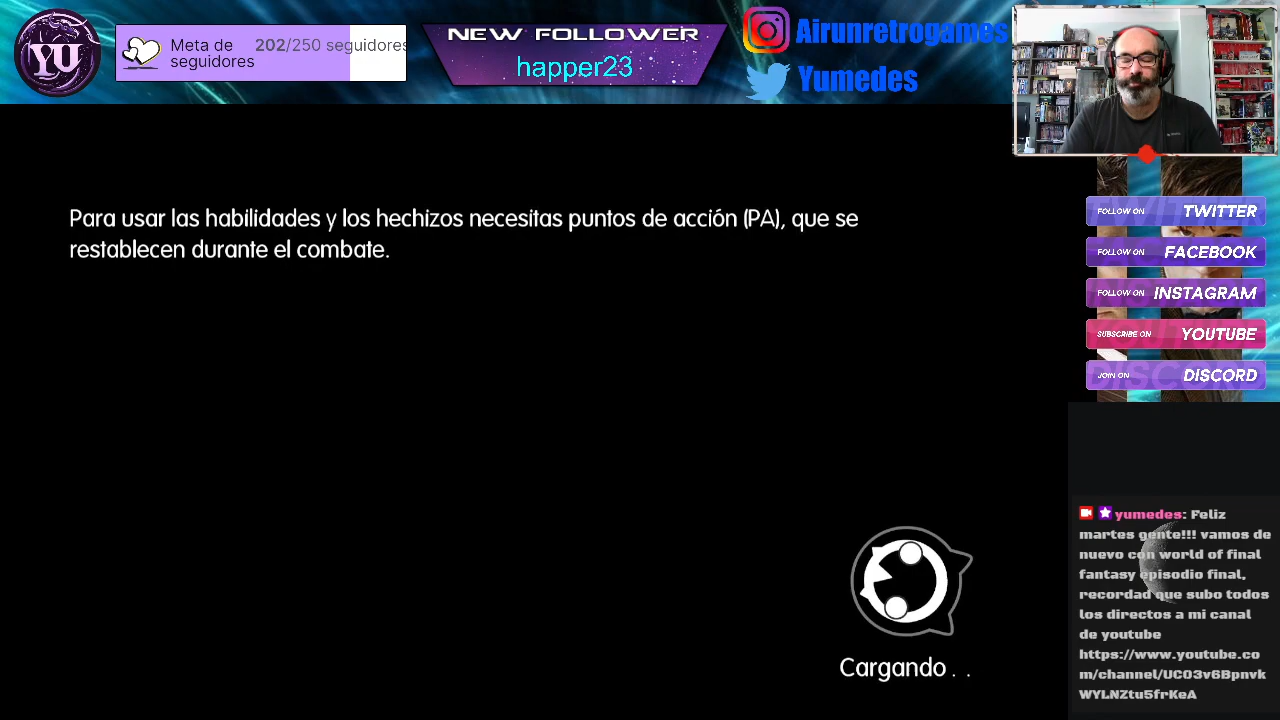 YU
Meta de seguidores
202/250 seguidores
NEW FOLLOWER
happer23
Airunretrogames
Yumedes
Para usar las habilidades y los hechizos necesitas puntos de acción (PA), que se
restablecen durante el combate.
FOLLOW ON TWITTER
FOLLOW ON FACEBOOK
FOLLOW ON INSTAGRAM
SUBSCRIBE ON YOUTUBE
JOIN ON DISCORD
yumedes: Feliz
martes gente!!! vamos de
nuevo con world of final
fantasy episodio final,
recordad que subo todos
los directos a mi canal
de youtube
https://www.youtube.co
m/channel/UC03v6Bpnvk
WYLNZtu5frKeA
Cargando . .